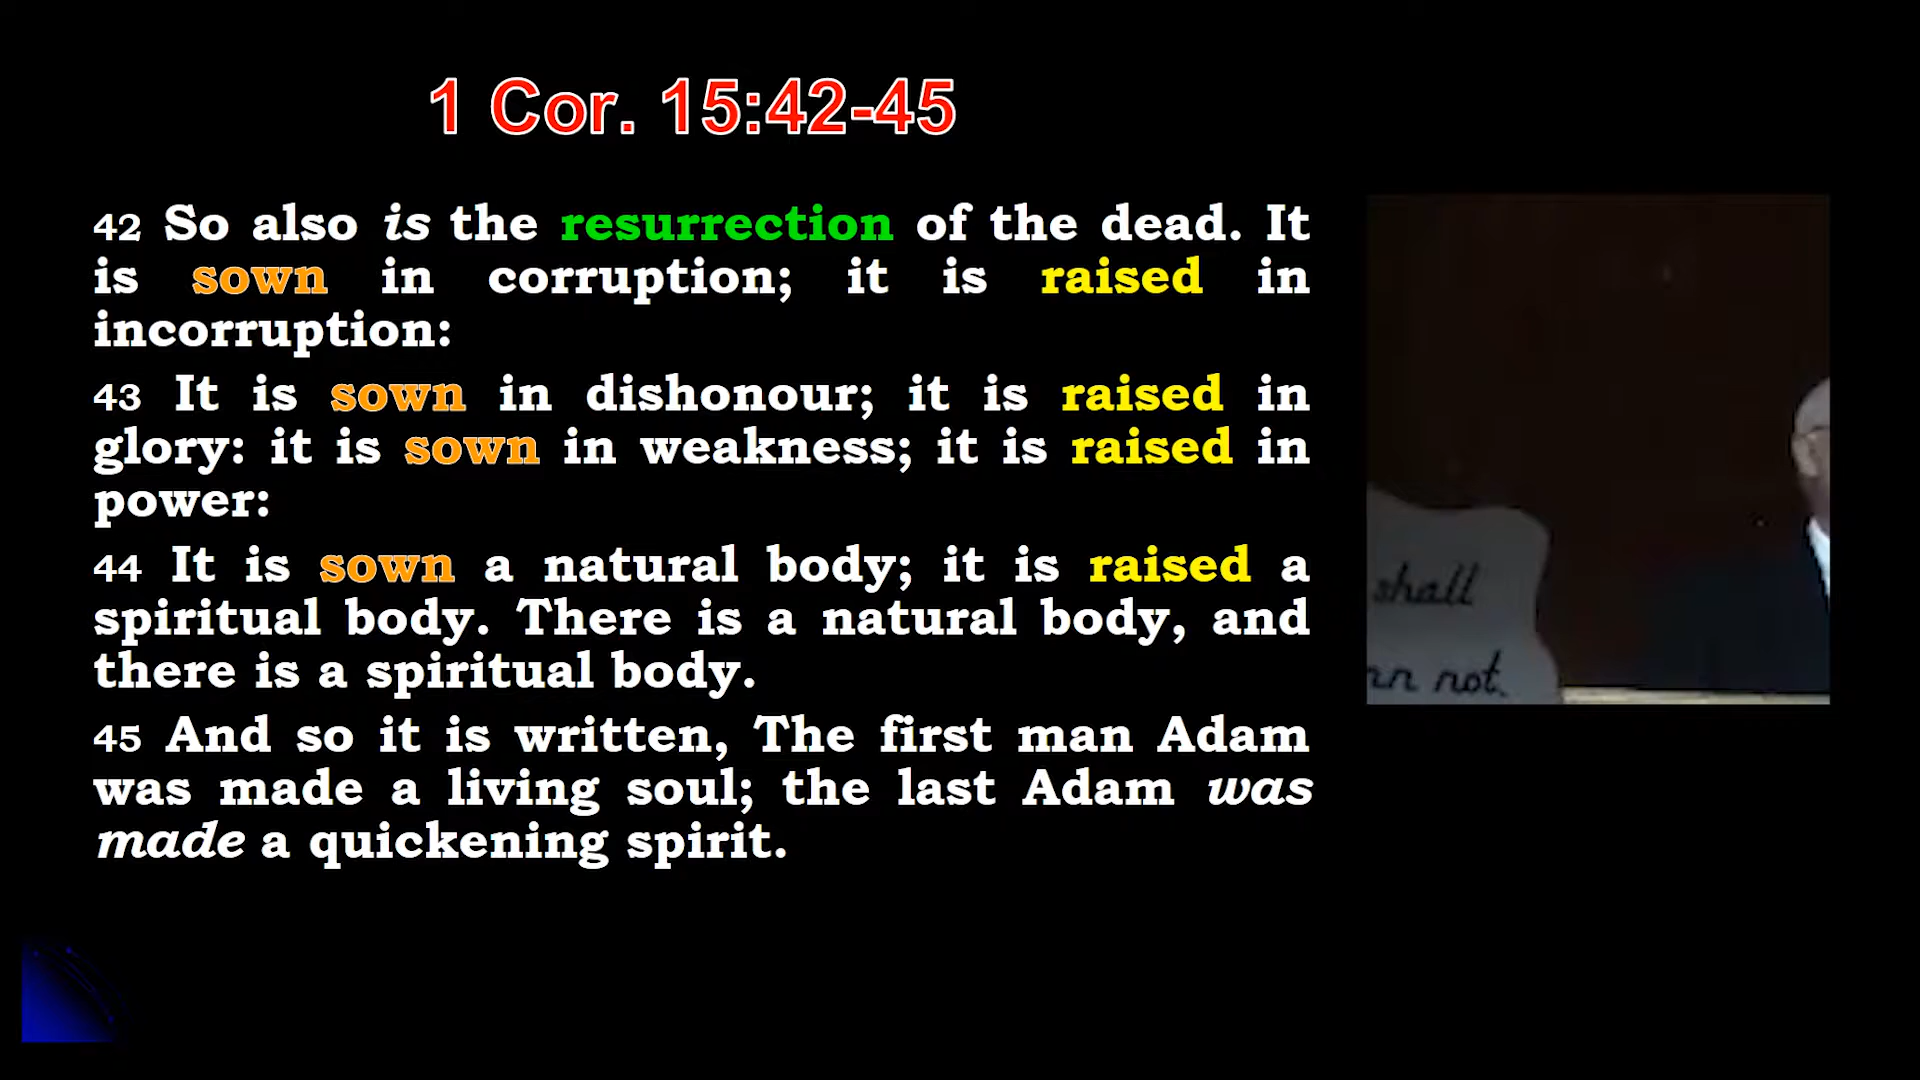 1 Cor. 15:42-45
42 So also is the resurrection of the dead. It
is sown in corruption; it is raised in
incorruption:
43 It is sown in dishonour; it is raised in
glory: it is sown in weakness; it is raised in
power:
44 It is sown a natural body; it is raised a
spiritual body. There is a natural body, and
there is a spiritual body.
45 And so it is written, The first man Adam
was made a living soul; the last Adam was
made a quickening spirit.
shall
not.